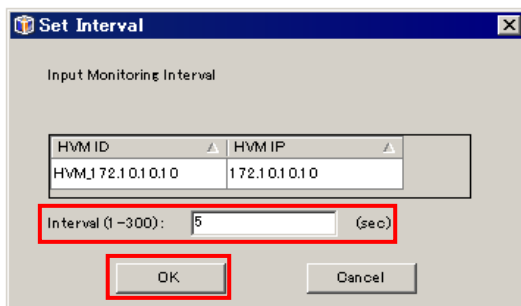 Set Interval
Input Monitoring Interval
HVM ID HVM IP
HVM_172.10.10.10 172.10.10.10
Interval (1-300): 5 (sec)
OK Cancel